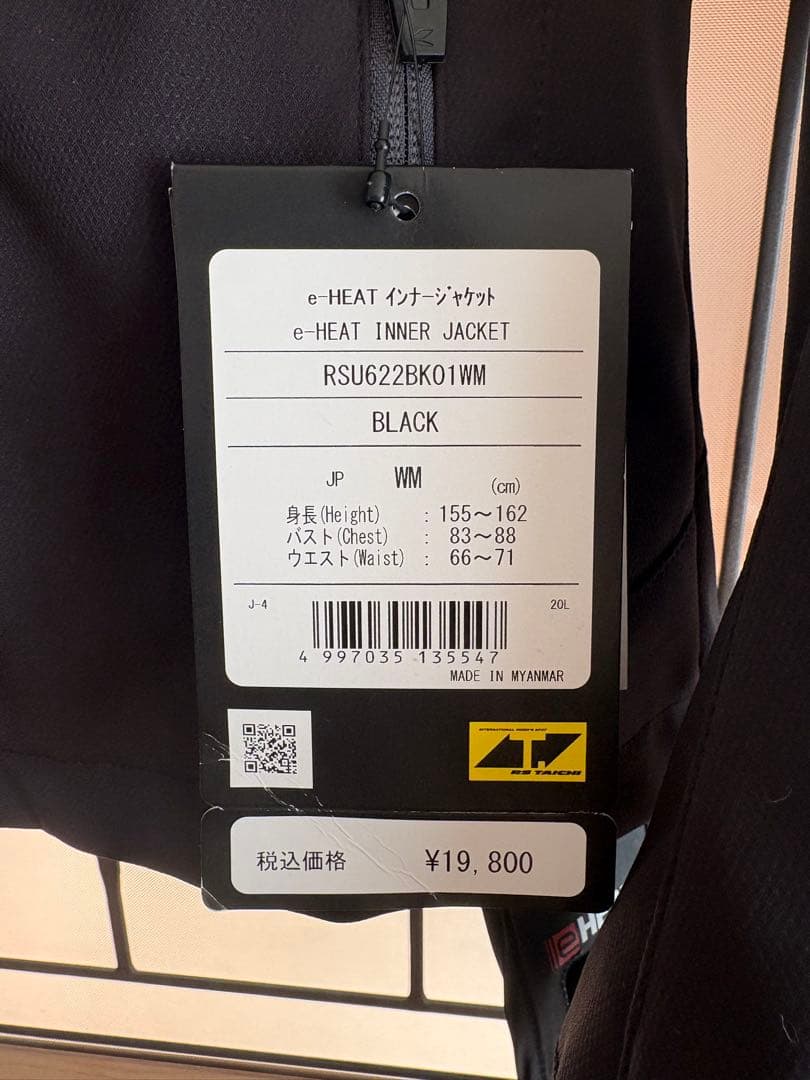 e-HEAT インナージャケット
e-HEAT INNER JACKET
RSU622BK01WM
BLACK
JP WM (cm)
身長(Height) : 155～162
バスト(Chest) : 83～88
ウエスト(Waist) : 66～71
J-4 20L
4 997035 135547
MADE IN MYANMAR
RS TAICHI
税込価格 ¥19,800
eHE